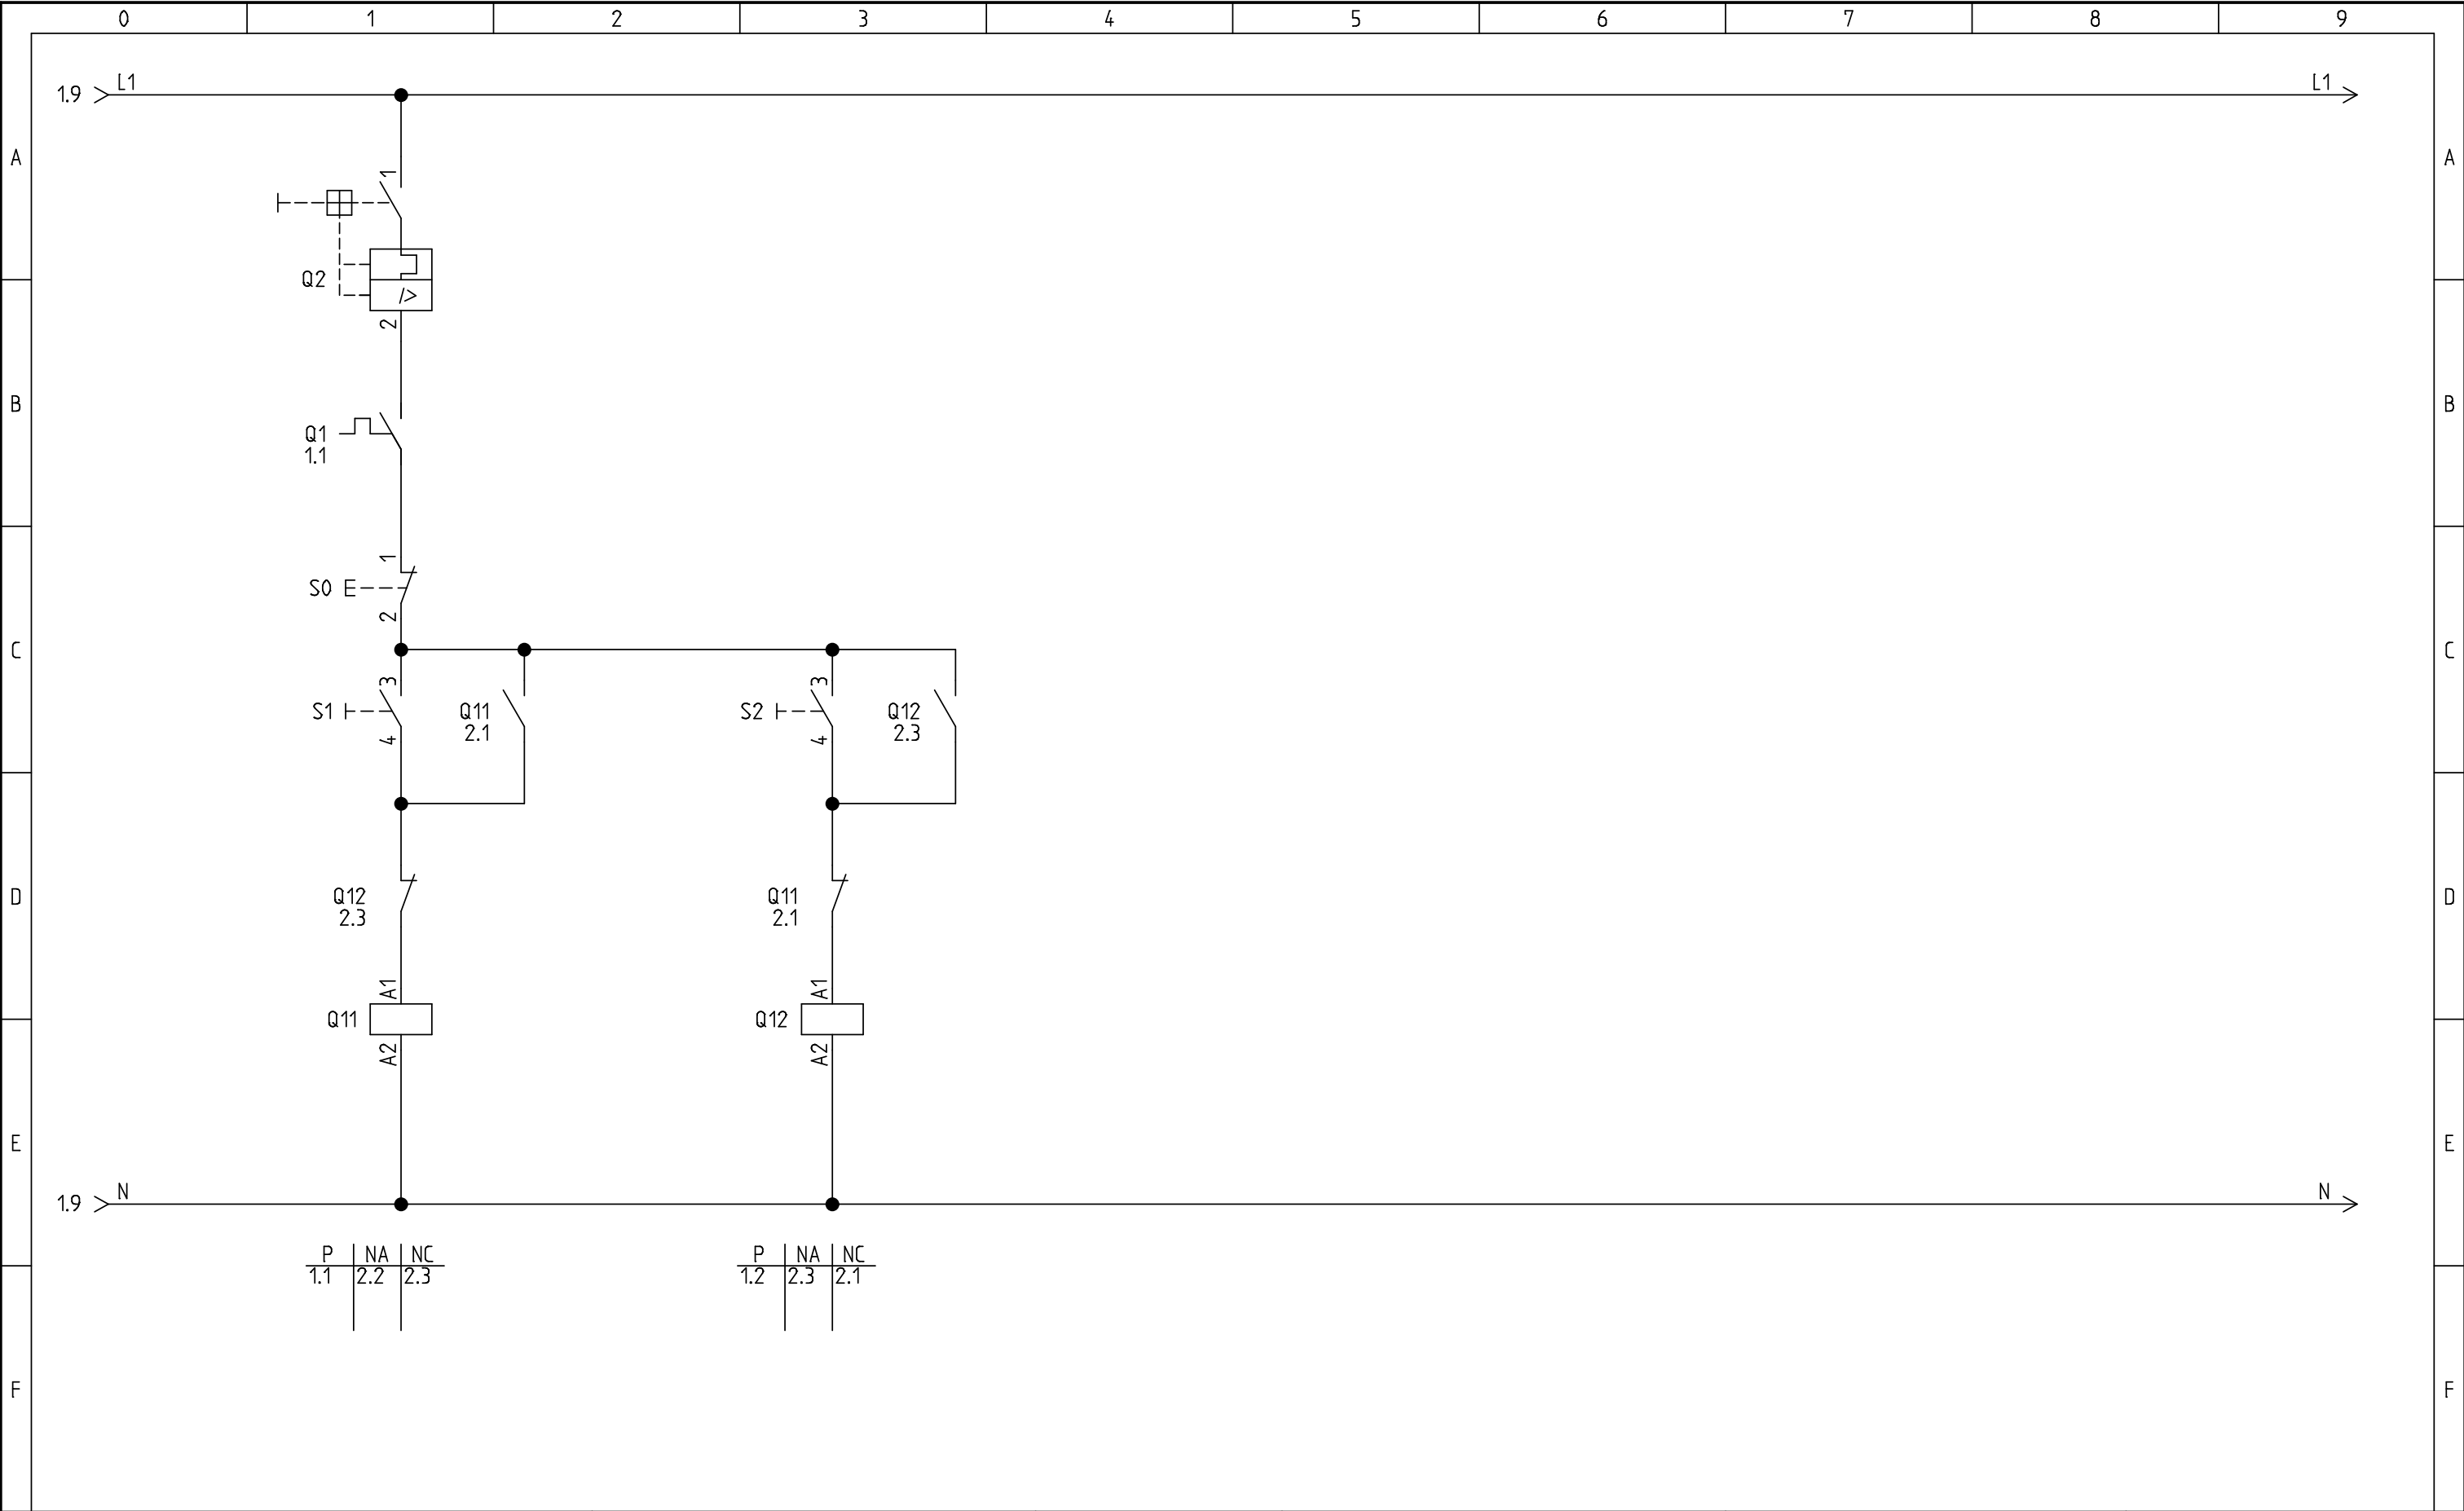 0 1 2 3 4 5 6 7 8 9
L1 L1
1.9
A A
1
Q2
2
B B
Q1
1.1
1
S0
2
C C
3 3
S1 Q11 S2 Q12
2.1 2.3
4 4
D D
Q12 Q11
2.3 2.1
A1 A1
Q11 Q12
A2 A2
E E
N N
1.9
P NA NC P NA NC
1.1 2.2 2.3 1.2 2.3 2.1
F F